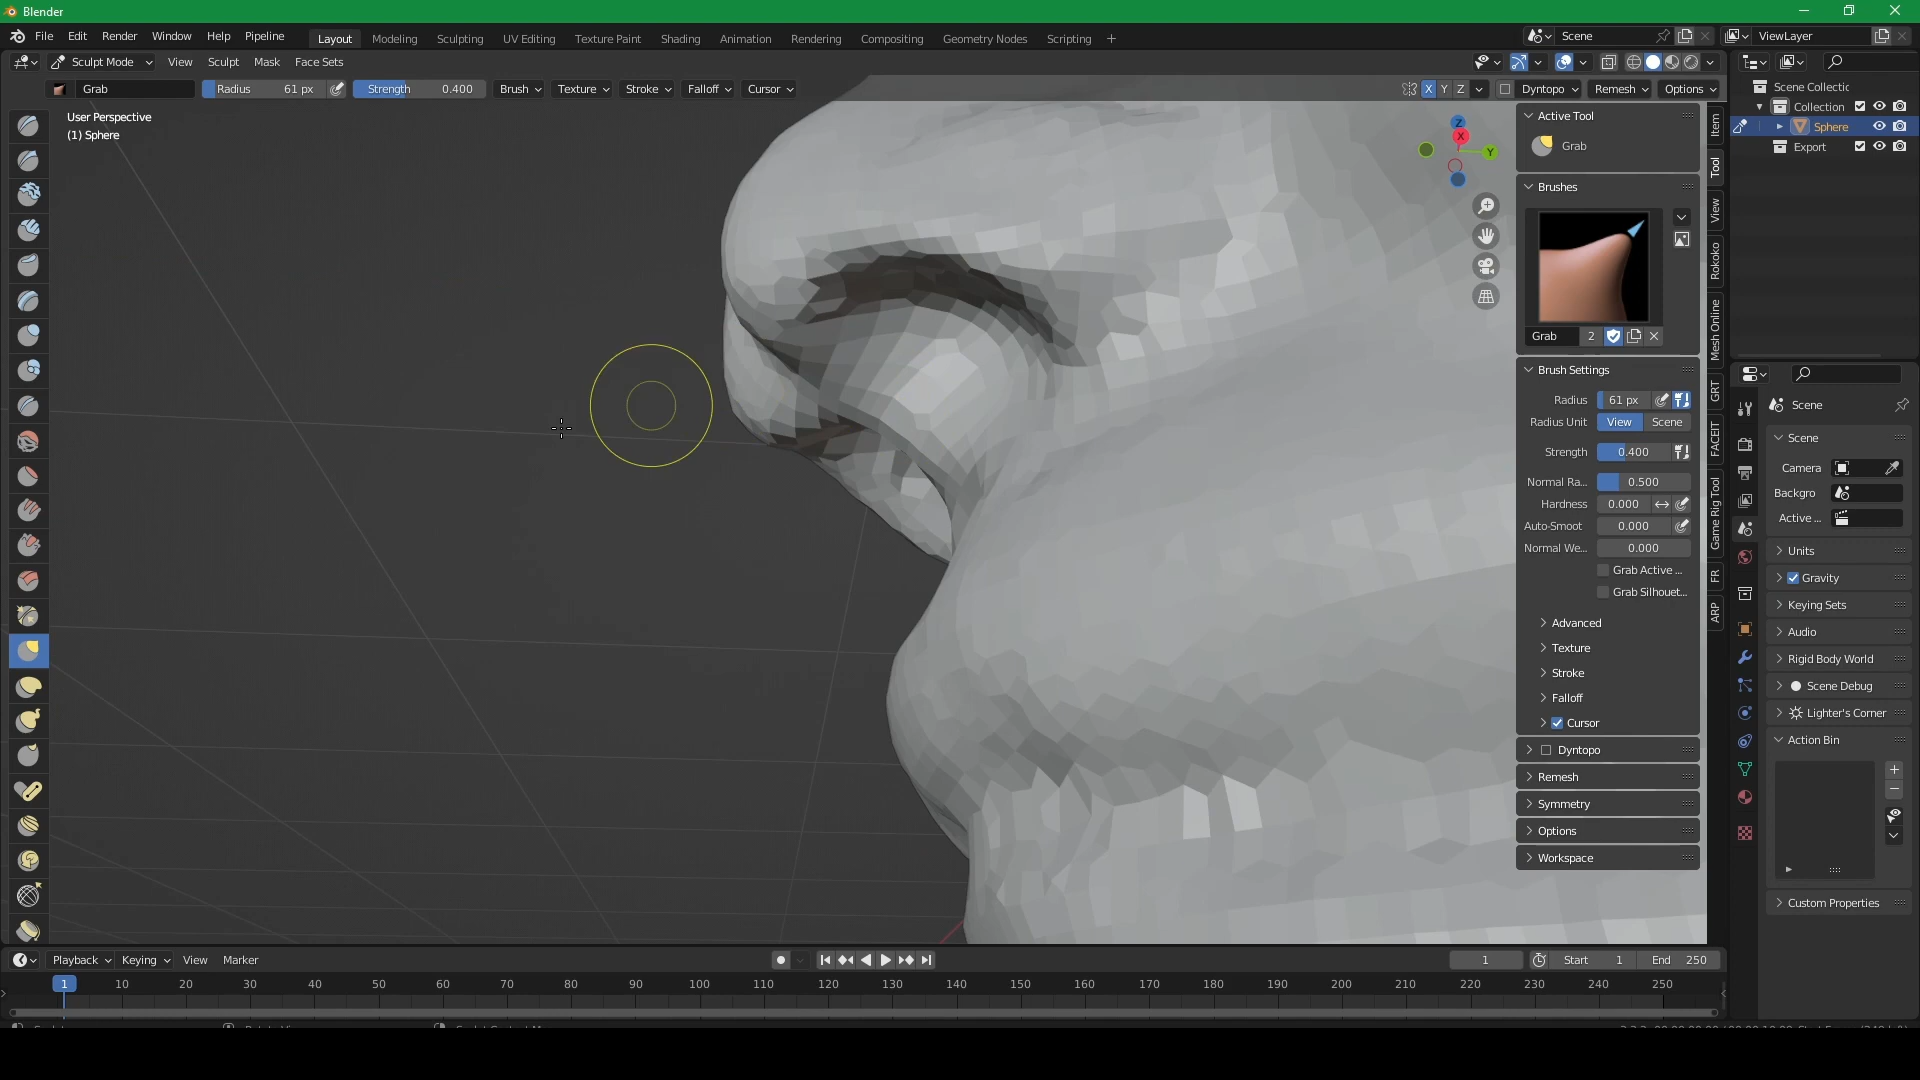 Blender
File Edit Render Window Help Pipeline Layout Modeling Sculpting UV Editing Texture Paint Shading Animation Rendering Compositing Geometry Nodes Scripting + Scene ViewLayer
Sculpt Mode View Sculpt Mask Face Sets
Grab Radius 61 px Strength 0.400 Brush Texture Stroke Falloff Cursor X Y Z Dyntopo Remesh Options
User Perspective
(1) Sphere
Z
X
Y
Active Tool
Grab
Brushes
Grab 2
Brush Settings
Radius 61 px
Radius Unit View Scene
Strength 0.400
Normal Ra... 0.500
Hardness 0.000
Auto-Smoot 0.000
Normal We... 0.000
Grab Active ...
Grab Silhouet...
Advanced
Texture
Stroke
Falloff
Cursor
Dyntopo
Remesh
Symmetry
Options
Workspace
Item
Tool
View
Rokoko
Mesh Online
GRT
FACEIT
Game Rig Tool
FR
ARP
Scene Collectic
Collection
Sphere
Export
Scene
Scene
Camera
Backgro
Active ...
Units
Gravity
Keying Sets
Audio
Rigid Body World
Scene Debug
Lighter's Corner
Action Bin
Custom Properties
Playback Keying View Marker 1 Start 1 End 250
1 10 20 30 40 50 60 70 80 90 100 110 120 130 140 150 160 170 180 190 200 210 220 230 240 250